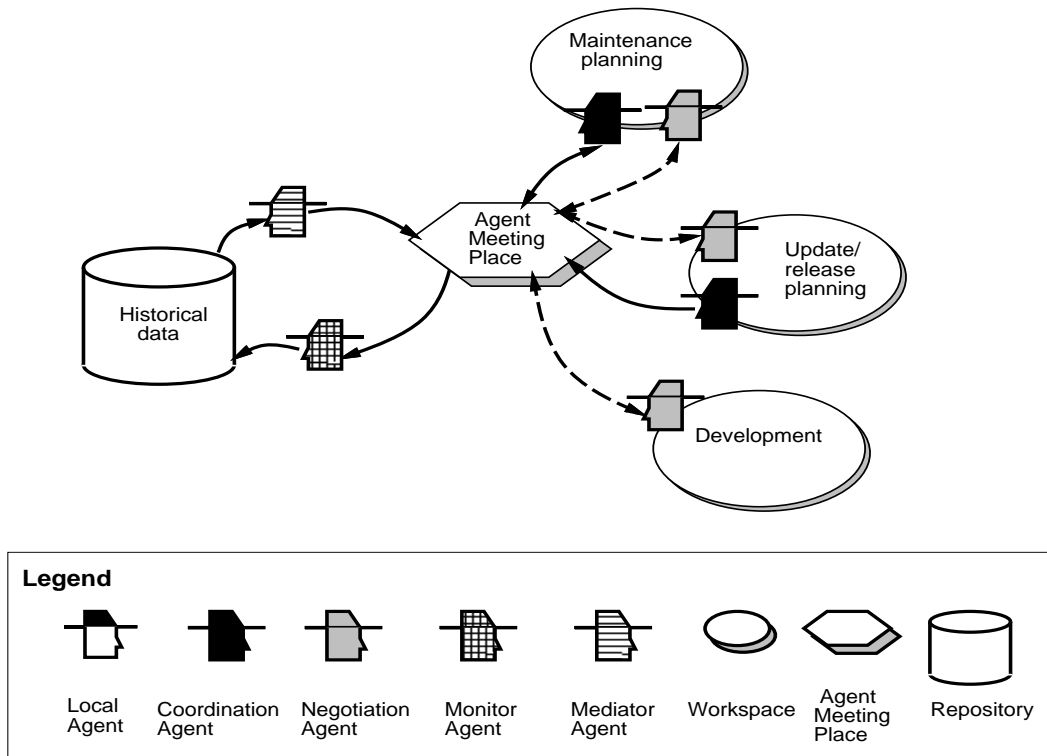 Maintenance
planning
Agent
Meeting
Place
Update/
release
planning
Historical
data
Development
Legend
Local
Agent
Coordination
Agent
Negotiation
Agent
Monitor
Agent
Mediator
Agent
Workspace
Agent
Meeting
Place
Repository